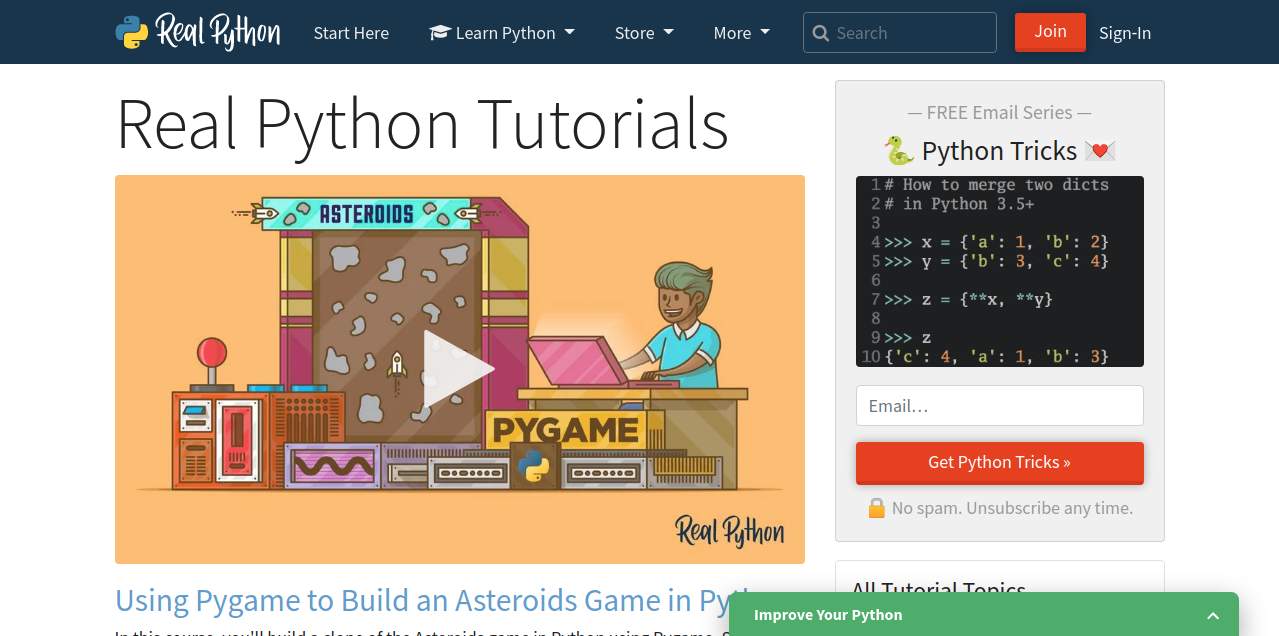 Real Python
Start Here
Learn Python
Store
More
Search
Join
Sign-In
Real Python Tutorials
ASTEROIDS
PYGAME
Real Python
Using Pygame to Build an Asteroids Game in Pyth
In this course, you'll build a clone of the Asteroids game in Python using Pygame.
— FREE Email Series —
🐍 Python Tricks 💌
1 # How to merge two dicts
2 # in Python 3.5+
3
4 >>> x = {'a': 1, 'b': 2}
5 >>> y = {'b': 3, 'c': 4}
6
7 >>> z = {**x, **y}
8
9 >>> z
10 {'c': 4, 'a': 1, 'b': 3}
Email…
Get Python Tricks »
🔒 No spam. Unsubscribe any time.
All Tutorial Topics
Improve Your Python